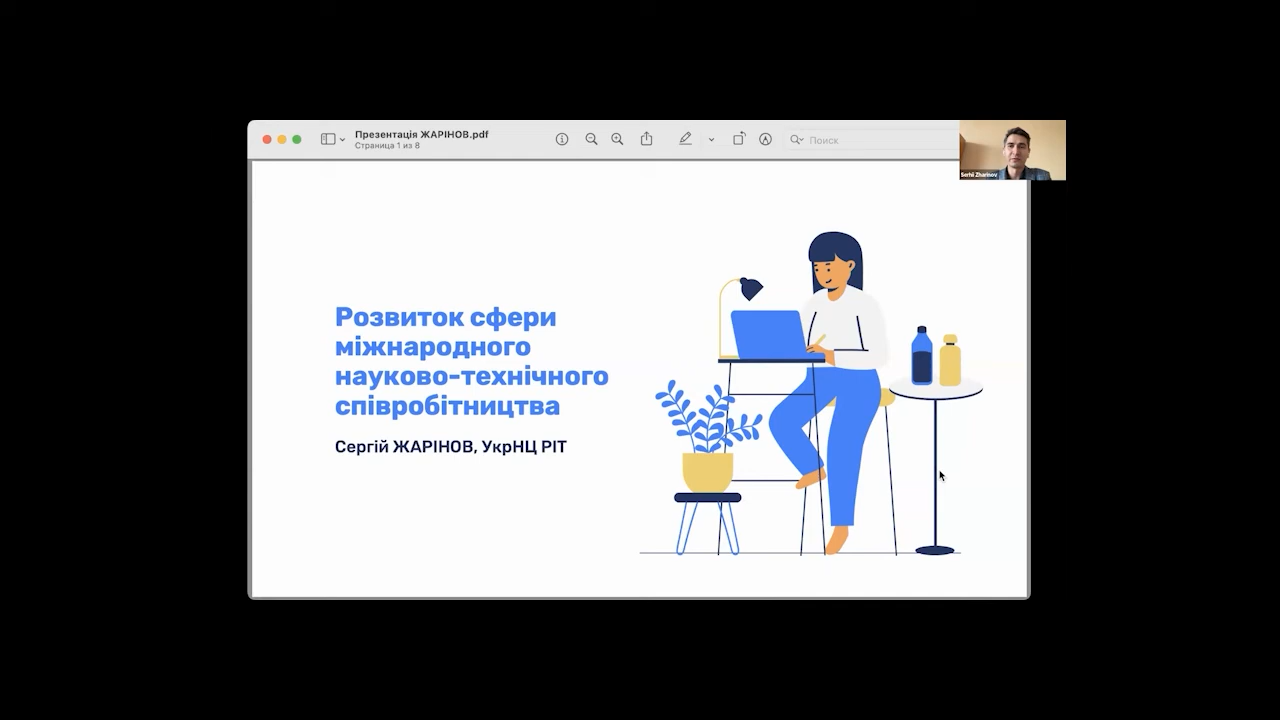 Презентація ЖАРІНОВ.pdf
Страница 1 из 8
Поиск
Serhii Zharinov
Розвиток сфери
міжнародного
науково-технічного
співробітництва
Сергій ЖАРІНОВ, УкрНЦ РІТ